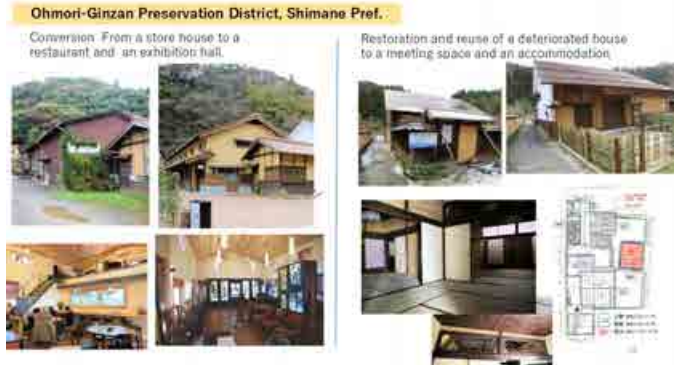 Ohmori-Ginzan Preservation District, Shimane Pref.
Conversion From a store house to a
restaurant and an exhibition hall.
Restoration and reuse of a deteriorated house
to a meeting space and an accommodation